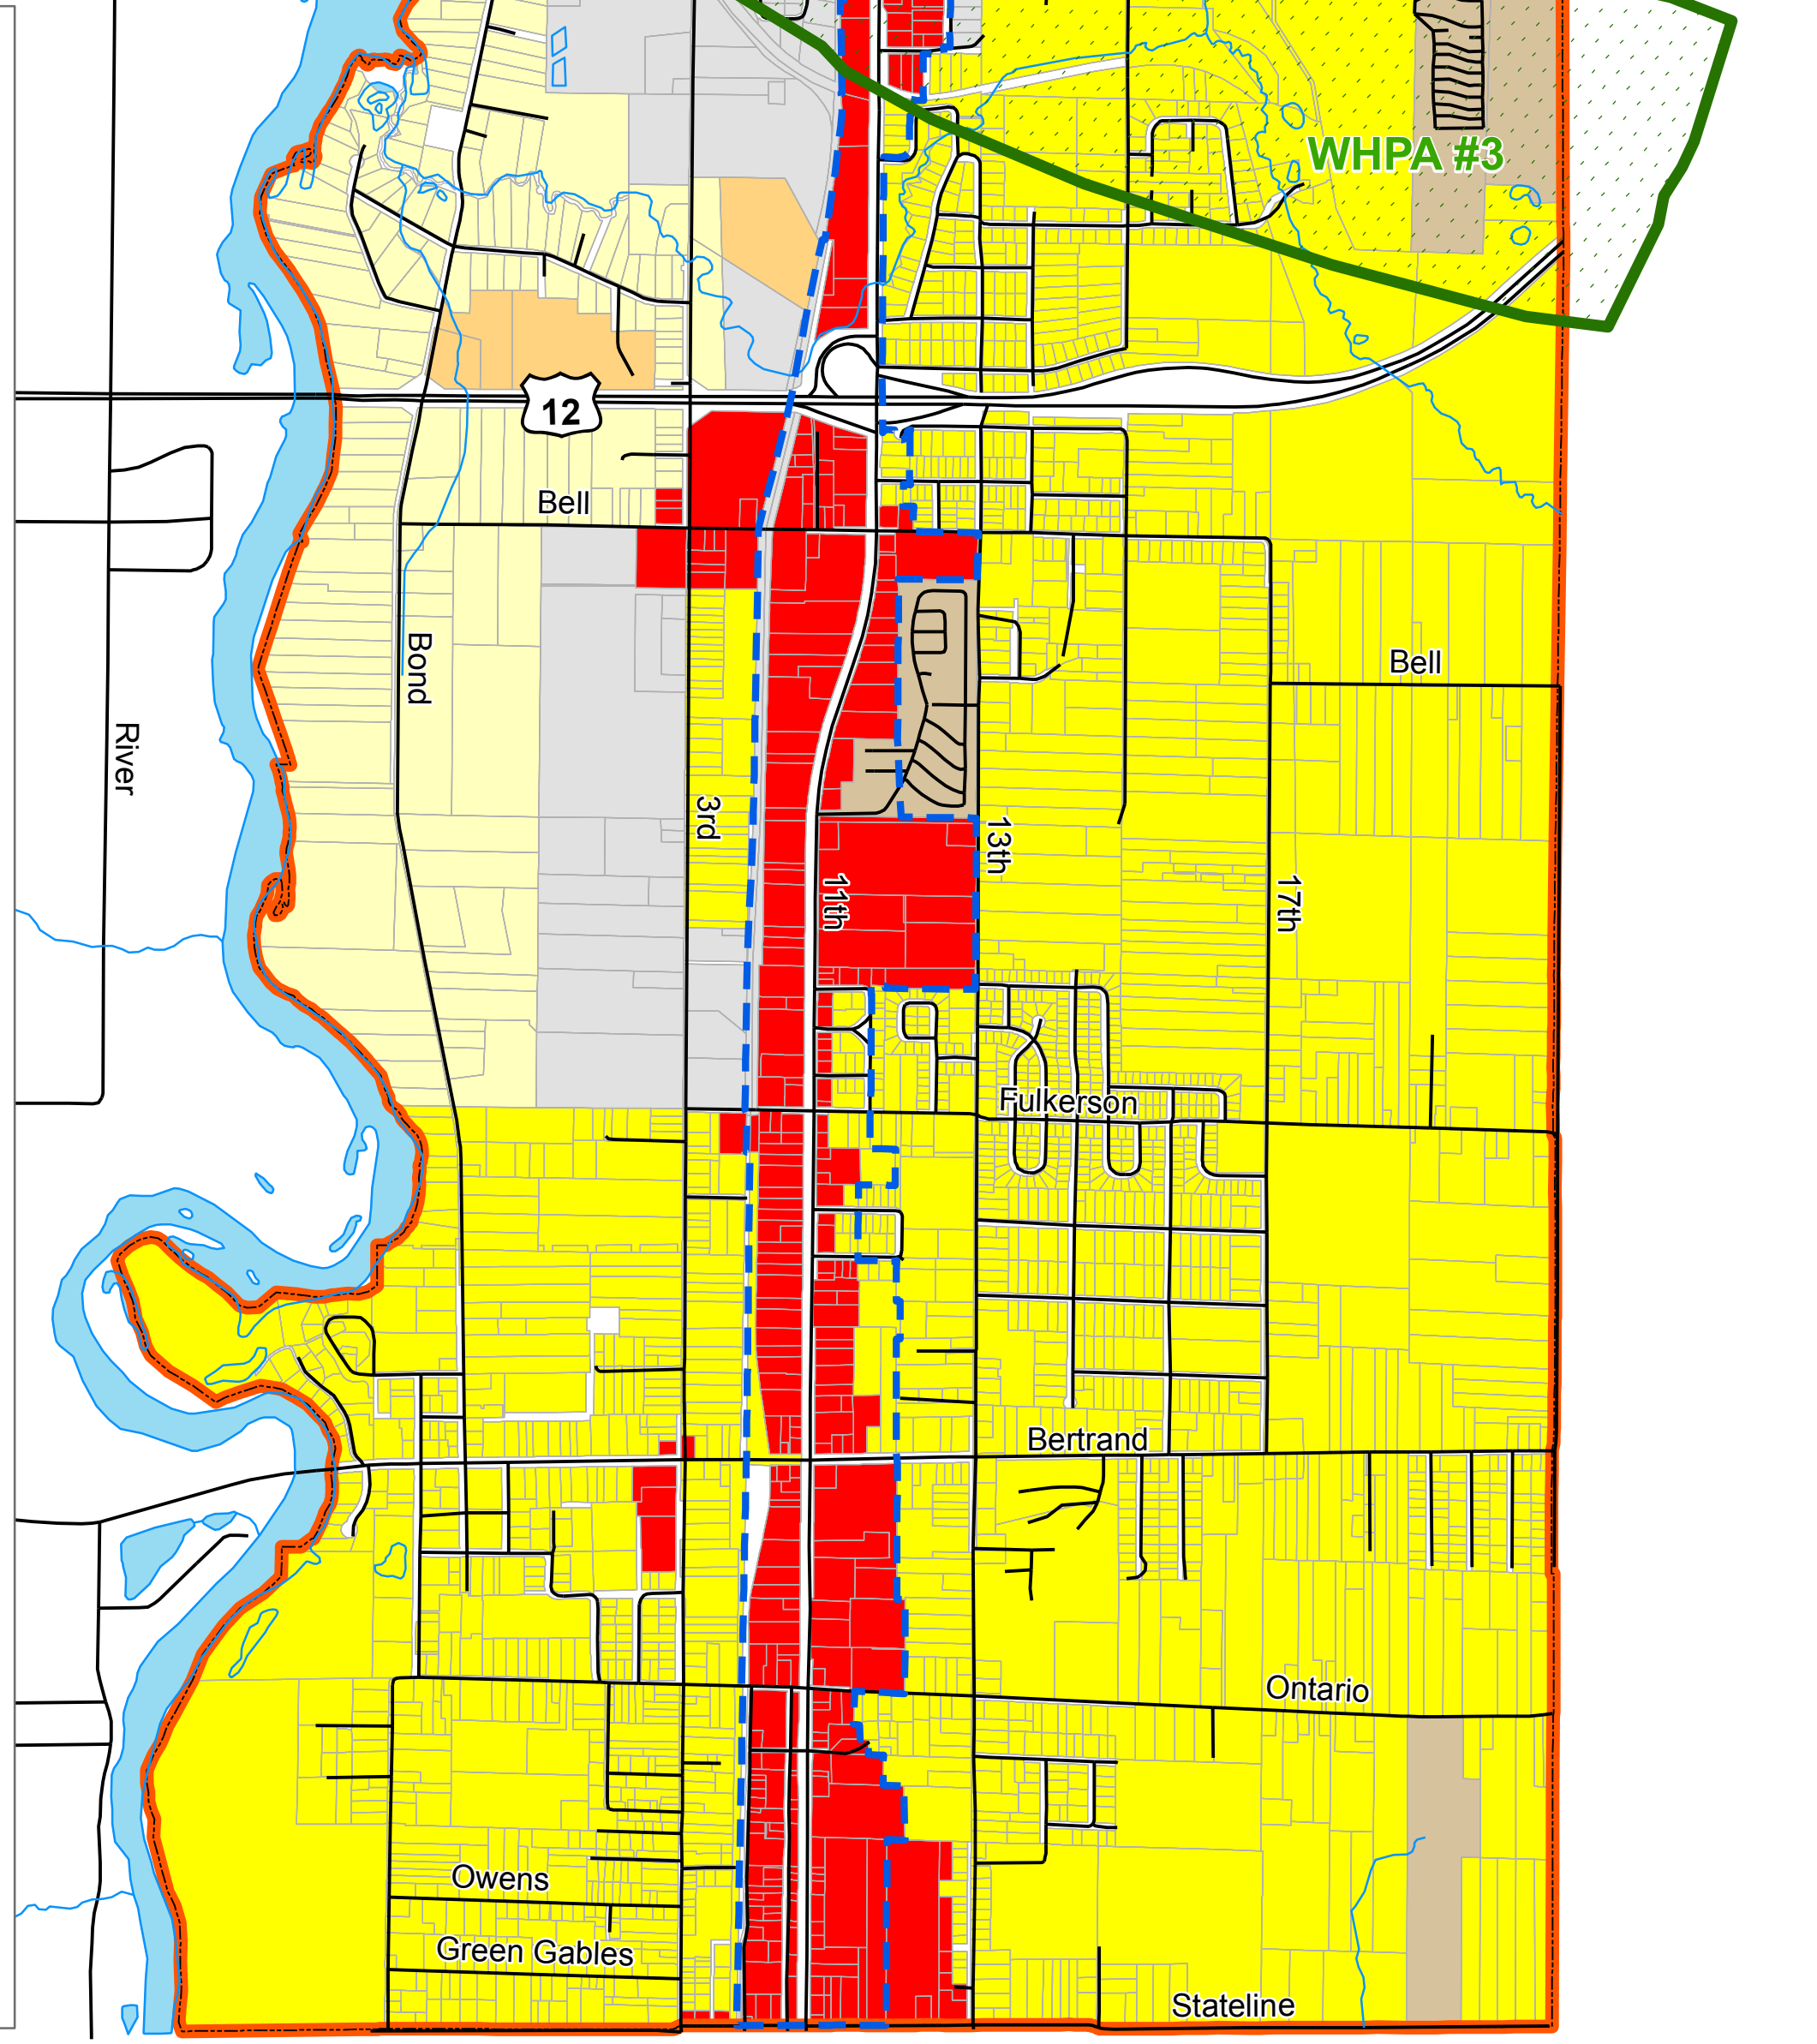 WHPA #3
12
Bell
Bond
Bell
River
3rd
13th
11th
17th
Fulkerson
Bertrand
Ontario
Owens
Green Gables
Stateline